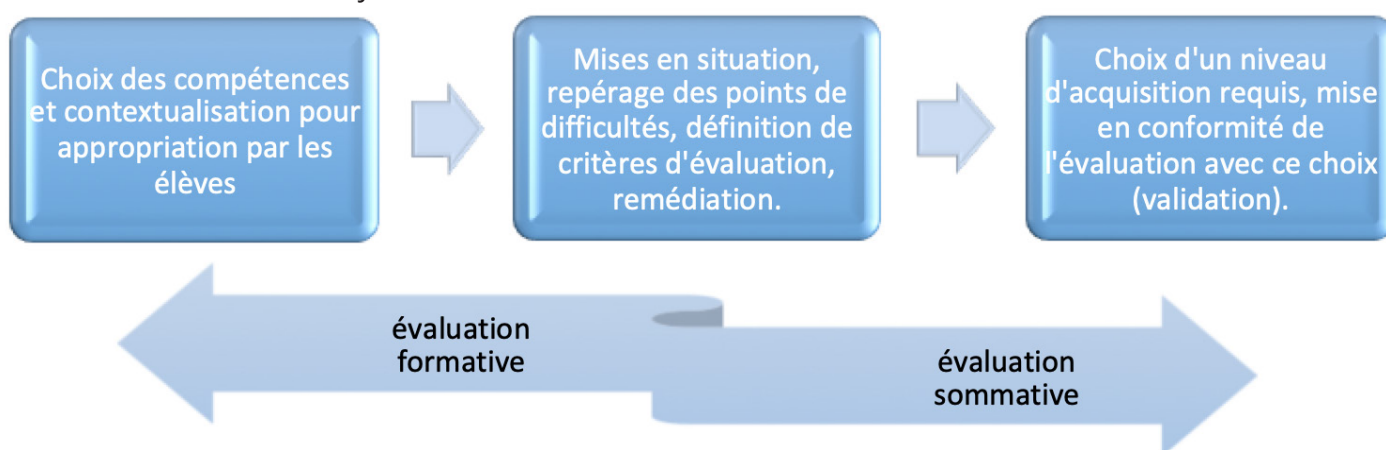 Choix des compétences
et contextualisation pour
appropriation par les
élèves
Mises en situation,
repérage des points de
difficultés, définition de
critères d'évaluation,
remédiation.
Choix d'un niveau
d'acquisition requis, mise
en conformité de
l'évaluation avec ce choix
(validation).
évaluation
formative
évaluation
sommative